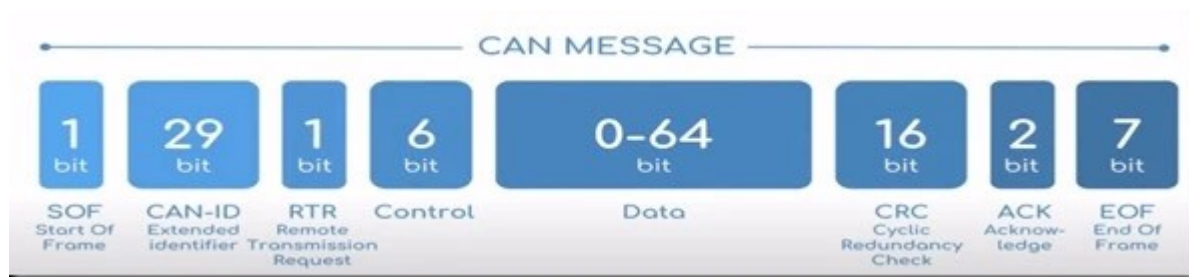 CAN MESSAGE
1 29 1 6 0-64 16 2 7
bit bit bit bit bit bit bit bit
SOF CAN-ID RTR Control Data CRC ACK EOF
Start Of Extended Remote Cyclic Acknow- End Of
Frame identifier Transmission Redundancy ledge Frame
Request Check